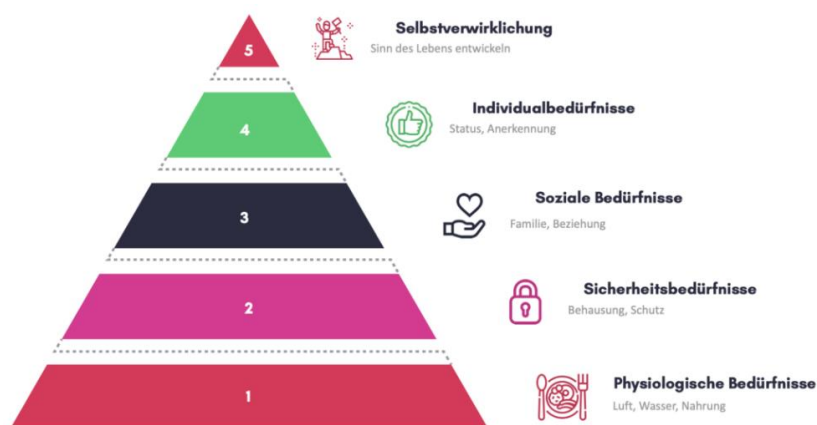 5
Selbstverwirklichung
Sinn des Lebens entwickeln
4
Individualbedürfnisse
Status, Anerkennung
3
Soziale Bedürfnisse
Familie, Beziehung
2
Sicherheitsbedürfnisse
Behausung, Schutz
1
Physiologische Bedürfnisse
Luft, Wasser, Nahrung